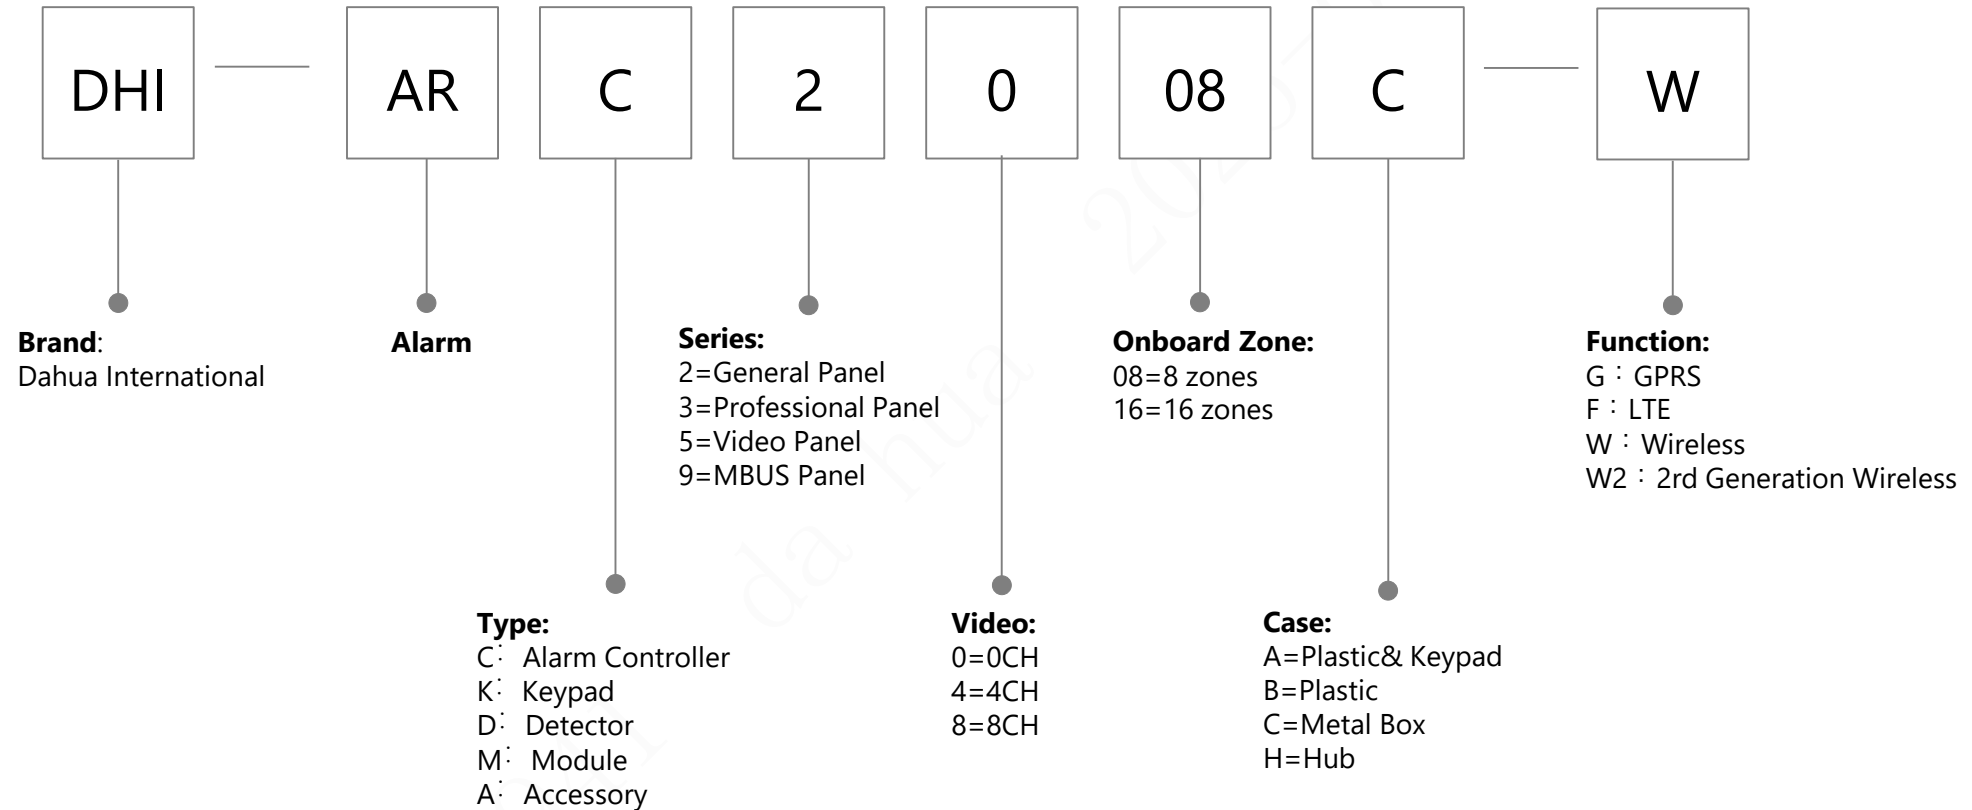 DHI — AR C 2 0 08 C — W
Brand:
Dahua International
Alarm
Series:
2=General Panel
3=Professional Panel
5=Video Panel
9=MBUS Panel
Onboard Zone:
08=8 zones
16=16 zones
Function:
G：GPRS
F：LTE
W：Wireless
W2：2rd Generation Wireless
Type:
C： Alarm Controller
K： Keypad
D： Detector
M： Module
A： Accessory
Video:
0=0CH
4=4CH
8=8CH
Case:
A=Plastic& Keypad
B=Plastic
C=Metal Box
H=Hub
da hua